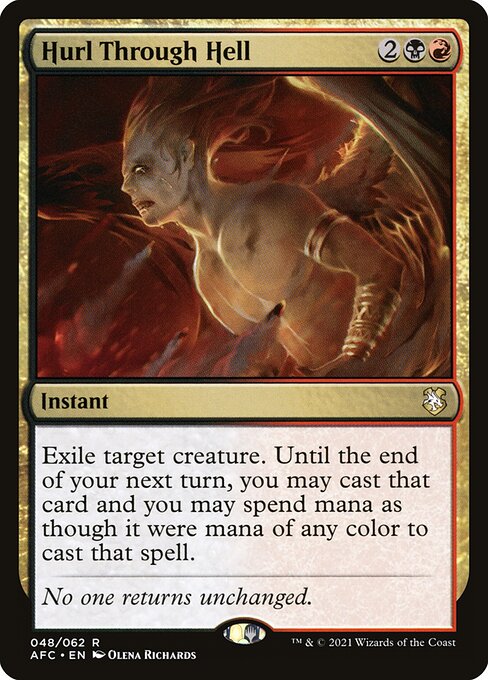 Hurl Through Hell 2
Instant
Exile target creature. Until the end
of your next turn, you may cast that
card and you may spend mana as
though it were mana of any color to
cast that spell.
No one returns unchanged.
048/062 R
AFC • EN OLENA RICHARDS
™ & © 2021 Wizards of the Coast